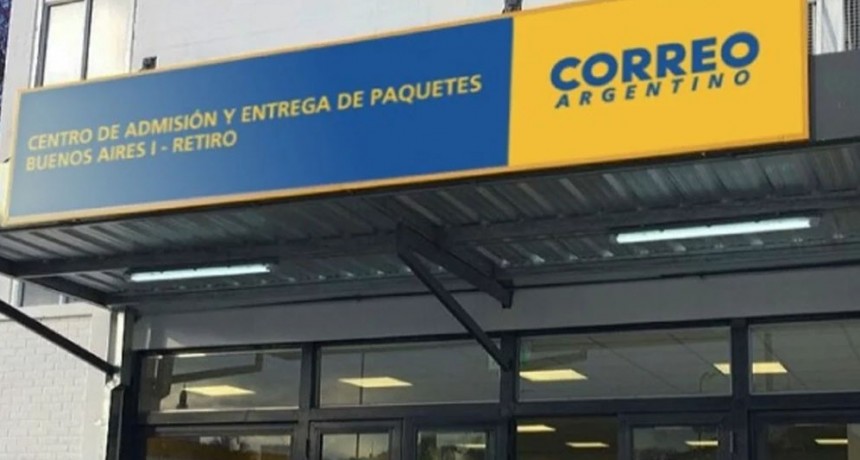 CENTRO DE ADMISIÓN Y ENTREGA DE PAQUETES
BUENOS AIRES I - RETIRO
CORREO
ARGENTINO